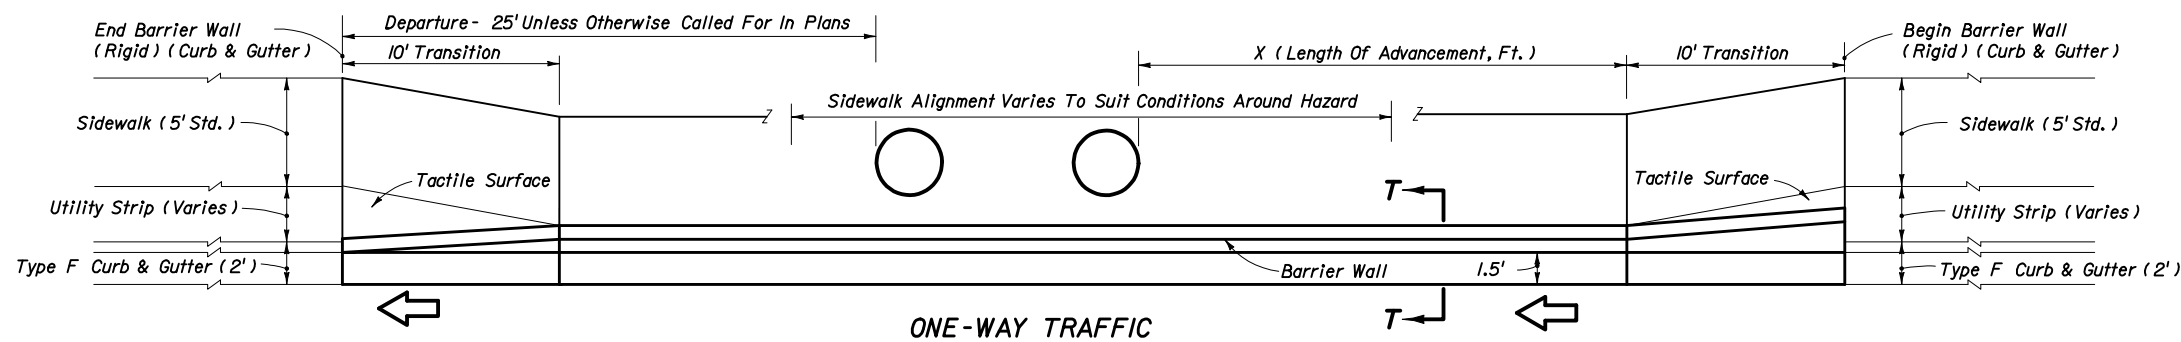 Departure- 25' Unless Otherwise Called For In Plans
End Barrier Wall
(Rigid) (Curb & Gutter)
10' Transition
X (Length Of Advancement, Ft.)
10' Transition
Begin Barrier Wall
(Rigid) (Curb & Gutter)
Sidewalk Alignment Varies To Suit Conditions Around Hazard
Sidewalk (5' Std.)
Sidewalk (5' Std.)
Tactile Surface
T
Tactile Surface
Utility Strip (Varies)
Utility Strip (Varies)
Type F Curb & Gutter (2')
Barrier Wall
1.5'
Type F Curb & Gutter (2')
T
ONE-WAY TRAFFIC